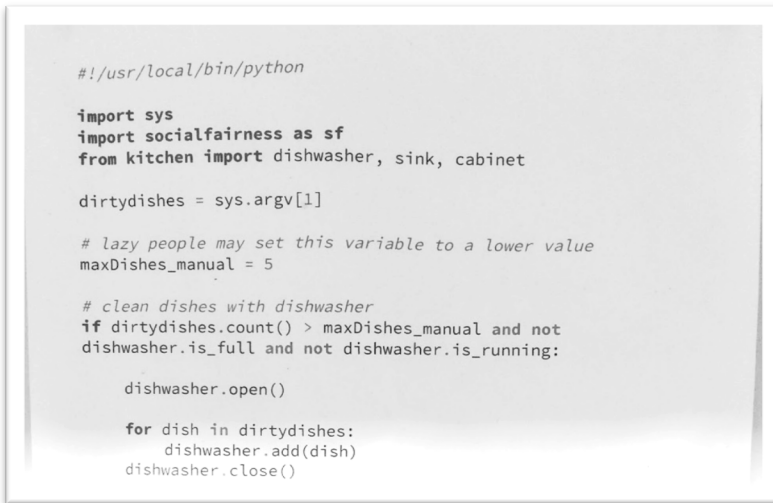 #!/usr/local/bin/python
import sys
import socialfairness as sf
from kitchen import dishwasher, sink, cabinet
dirtydishes = sys.argv[1]
# lazy people may set this variable to a lower value
maxDishes_manual = 5
# clean dishes with dishwasher
if dirtydishes.count() > maxDishes_manual and not
dishwasher.is_full and not dishwasher.is_running:
dishwasher.open()
for dish in dirtydishes:
dishwasher.add(dish)
dishwasher.close()